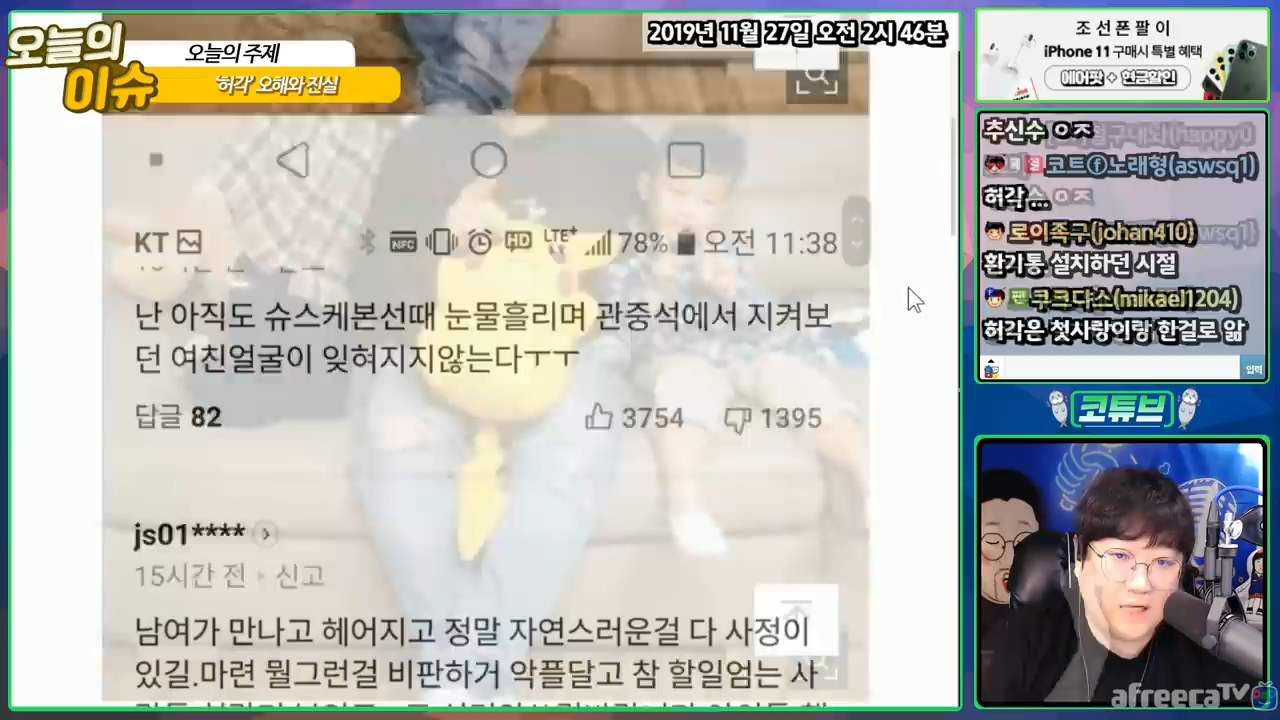 오늘의
이슈
오늘의 주제
'허각' 오해와 진실
2019년 11월 27일 오전 2시 46분
KT
NFC
HD
LTE+
78%
오전 11:38
난 아직도 슈스케본선때 눈물흘리며 관중석에서 지켜보
던 여친얼굴이 잊혀지지않는다ㅜㅜ
답글 82
3754
1395
js01****
15시간 전 · 신고
남여가 만나고 헤어지고 정말 자연스러운걸 다 사정이
있길.마련 뭘그런걸 비판하거 악플달고 참 할일엄는 사
조선폰팔이
iPhone 11 구매시 특별 혜택
에어팟 + 현금할인
추신수 ㅇㅈ
코트ⓕ노래형(aswsq1)
허각... ㅇㅈ
로이족구(johan410)
환기통 설치하던 시절
쿠크다소(mikael1204)
허각은 첫사랑이랑 한걸로 앎
입력
코튜브
afreecaTV